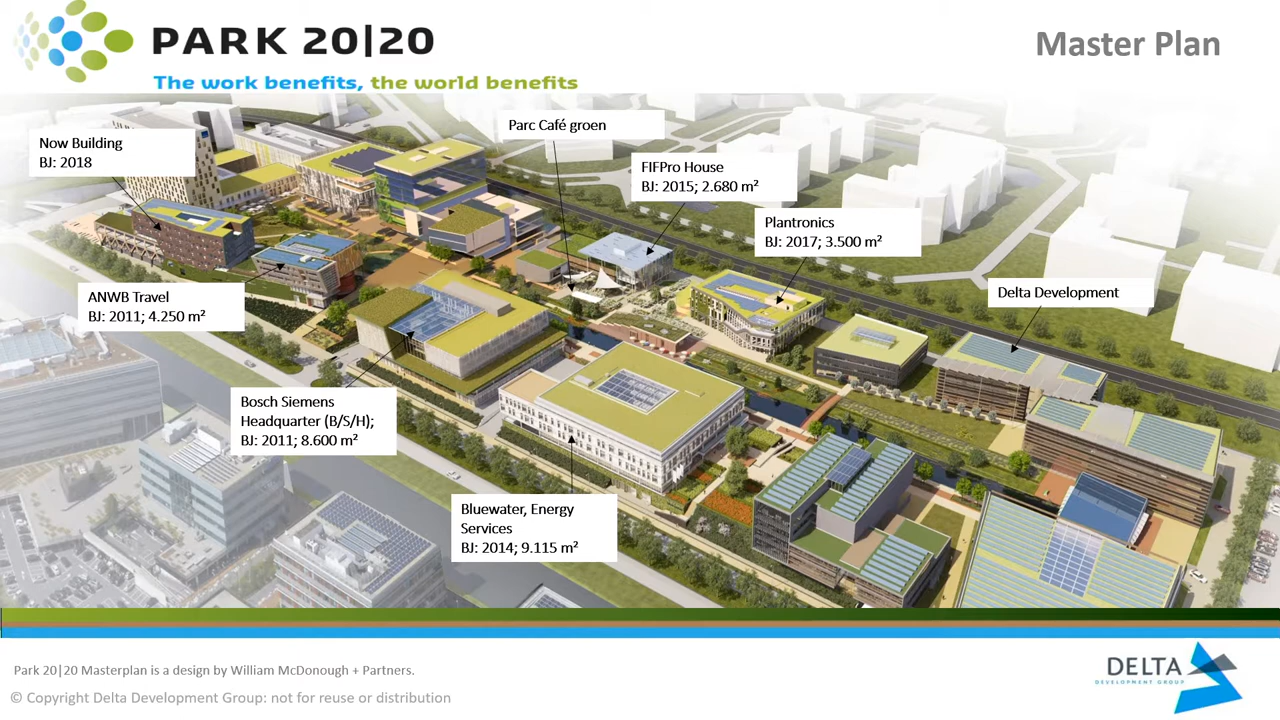 PARK 20|20
The work benefits, the world benefits
Master Plan
Now Building
BJ: 2018
Parc Café groen
FIFPro House
BJ: 2015; 2.680 m²
Plantronics
BJ: 2017; 3.500 m²
ANWB Travel
BJ: 2011; 4.250 m²
Delta Development
Bosch Siemens
Headquarter (B/S/H);
BJ: 2011; 8.600 m²
Bluewater, Energy
Services
BJ: 2014; 9.115 m²
Park 20|20 Masterplan is a design by William McDonough + Partners.
© Copyright Delta Development Group: not for reuse or distribution
DELTA
DEVELOPMENT GROUP